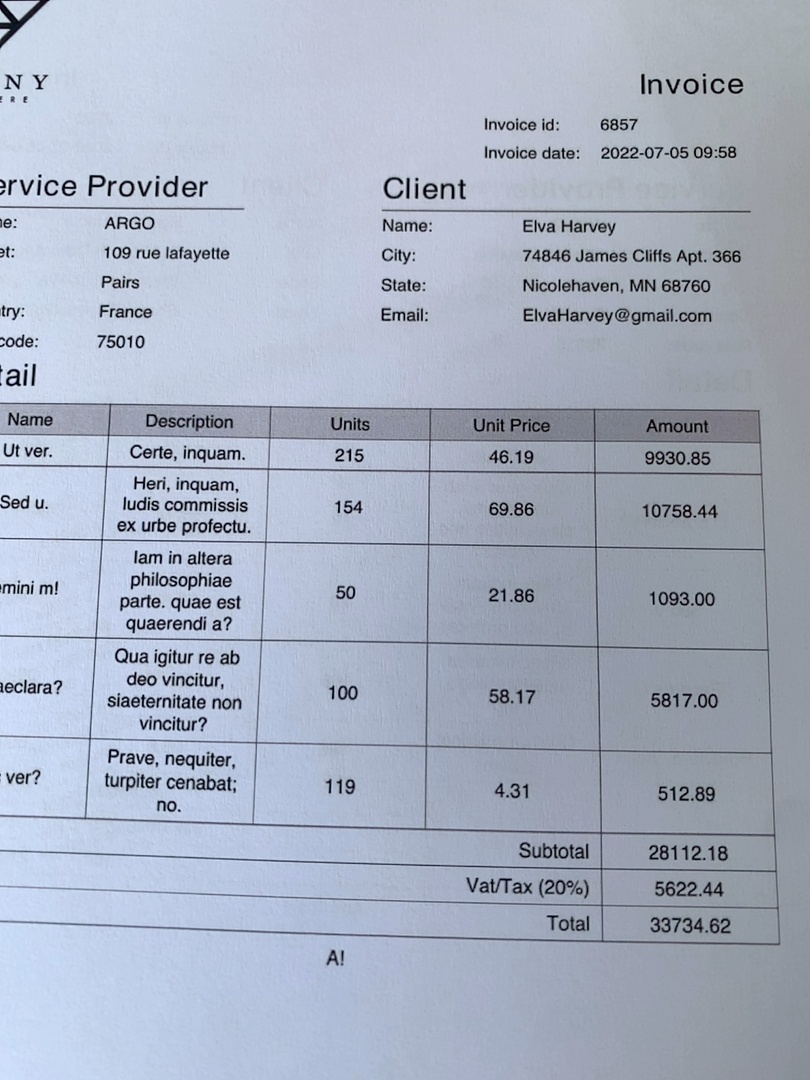 NY
ERE
Invoice
Invoice id: 6857
Invoice date: 2022-07-05 09:58
ervice Provider
ne: ARGO
et: 109 rue lafayette
Pairs
try: France
code: 75010
Client
Name: Elva Harvey
City: 74846 James Cliffs Apt. 366
State: Nicolehaven, MN 68760
Email: ElvaHarvey@gmail.com
tail
Name Description Units Unit Price Amount
Ut ver. Certe, inquam. 215 46.19 9930.85
Sed u. Heri, inquam, 154 69.86 10758.44
ludis commissis
ex urbe profectu.
emini m! Iam in altera 50 21.86 1093.00
philosophiae
parte. quae est
quaerendi a?
aeclara? Qua igitur re ab 100 58.17 5817.00
deo vincitur,
siaeternitate non
vincitur?
ver? Prave, nequiter, 119 4.31 512.89
turpiter cenabat;
no.
Subtotal 28112.18
Vat/Tax (20%) 5622.44
Total 33734.62
A!